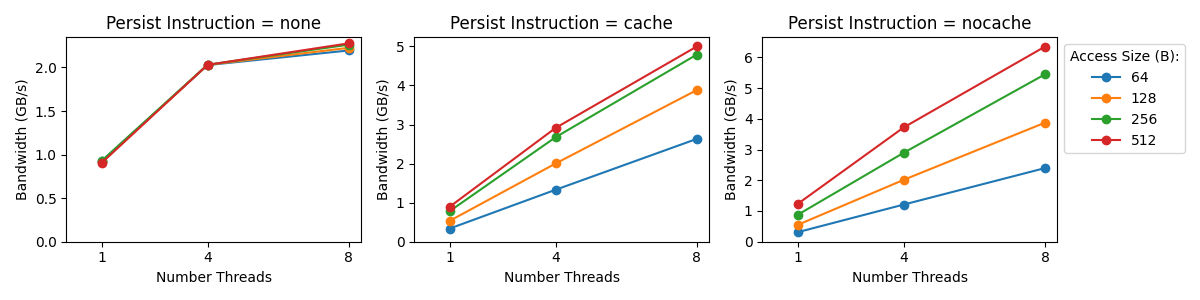 Persist Instruction = none
Bandwidth (GB/s)
2.0
1.5
1.0
0.5
0.0
1 4 8
Number Threads
Persist Instruction = cache
Bandwidth (GB/s)
5
4
3
2
1
0
1 4 8
Number Threads
Persist Instruction = nocache
Bandwidth (GB/s)
6
5
4
3
2
1
0
1 4 8
Number Threads
Access Size (B):
64
128
256
512